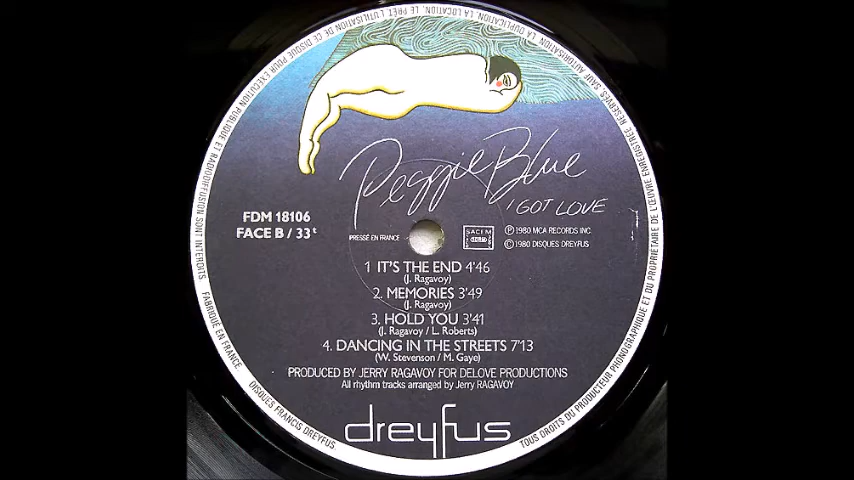 Peggie Blue
I GOT LOVE
FDM 18106
FACE B / 33t
PRESSÉ EN FRANCE
SACEM
℗ 1980 MCA RECORDS INC.
© 1980 DISQUES DREYFUS
1 IT'S THE END 4'46
(J. Ragavoy)
2. MEMORIES 3'49
(J. Ragavoy)
3. HOLD YOU 3'41
(J. Ragavoy / L. Roberts)
4. DANCING IN THE STREETS 7'13
(W. Stevenson / M. Gaye)
PRODUCED BY JERRY RAGAVOY FOR DELOVE PRODUCTIONS
All rhythm tracks arranged by Jerry RAGAVOY
dreyfus
TOUS DROITS DU PRODUCTEUR PHONOGRAPHIQUE ET DU PROPRIETAIRE DE L'ŒUVRE ENREGISTRÉE RESERVÉS. SAUF AUTORISATION LA DUPLICATION, LA LOCATION, LE PRÊT, L'UTILISATION DE CE DISQUE POUR EXECUTION PUBLIQUE ET RADIODIFFUSION SONT INTERDITS
FABRIQUÉ EN FRANCE
DISQUES FRANCIS DREYFUS